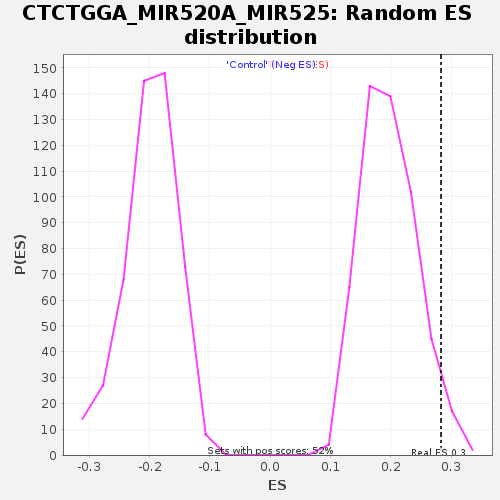 CTCTGGA_MIR520A_MIR525: Random ES
distribution
'Control' (Neg ES) :S)
150
140
130
120
110
100
90
80
70
60
50
40
30
20
10
0
P(ES)
Sets with pos scores: 52%
Real ES 0.3
-0.3 -0.2 -0.1 0.0 0.1 0.2 0.3
ES